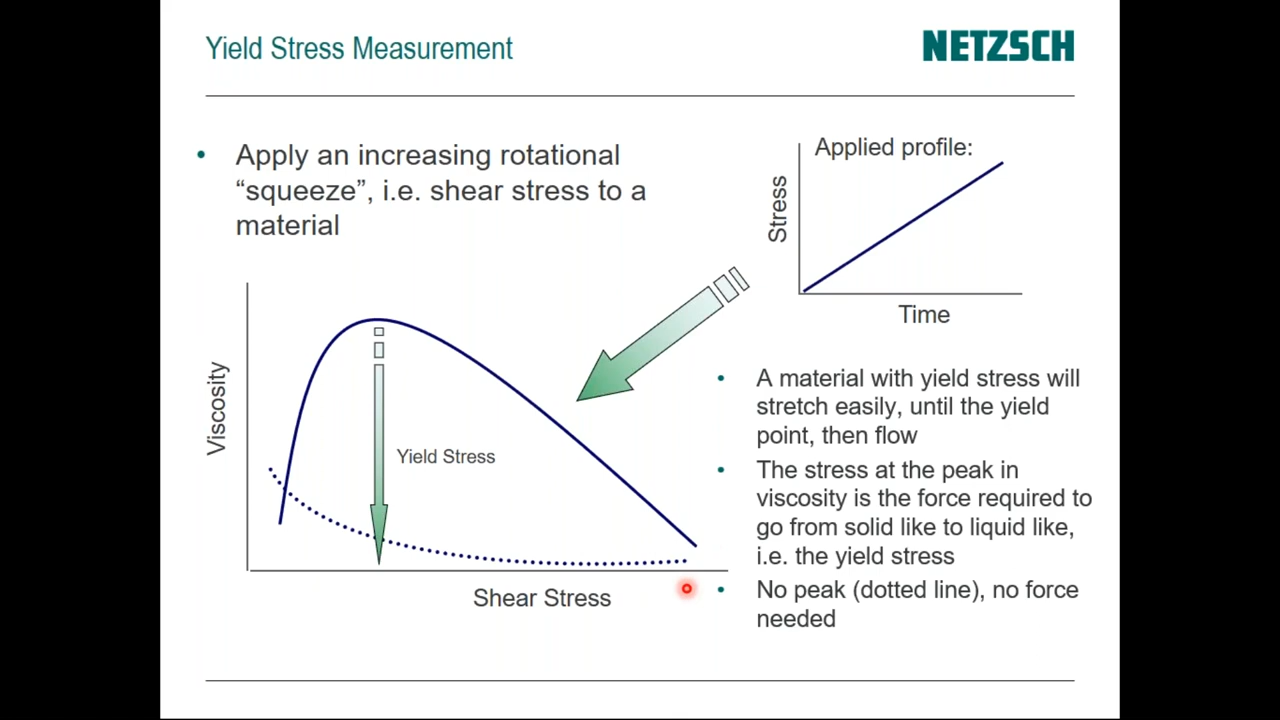 Yield Stress Measurement
NETZSCH
• Apply an increasing rotational
“squeeze”, i.e. shear stress to a
material
Applied profile:
Stress
Time
Viscosity
Yield Stress
Shear Stress
• A material with yield stress will
stretch easily, until the yield
point, then flow
• The stress at the peak in
viscosity is the force required to
go from solid like to liquid like,
i.e. the yield stress
• No peak (dotted line), no force
needed